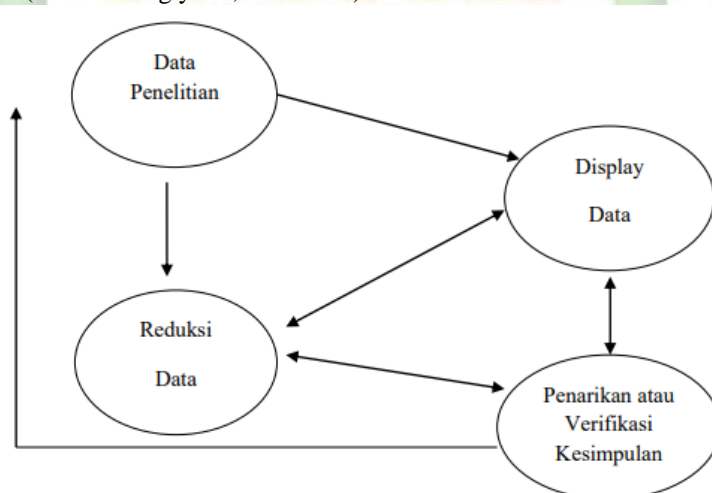 Data
Penelitian
Display
Data
Reduksi
Data
Penarikan atau
Verifikasi
Kesimpulan